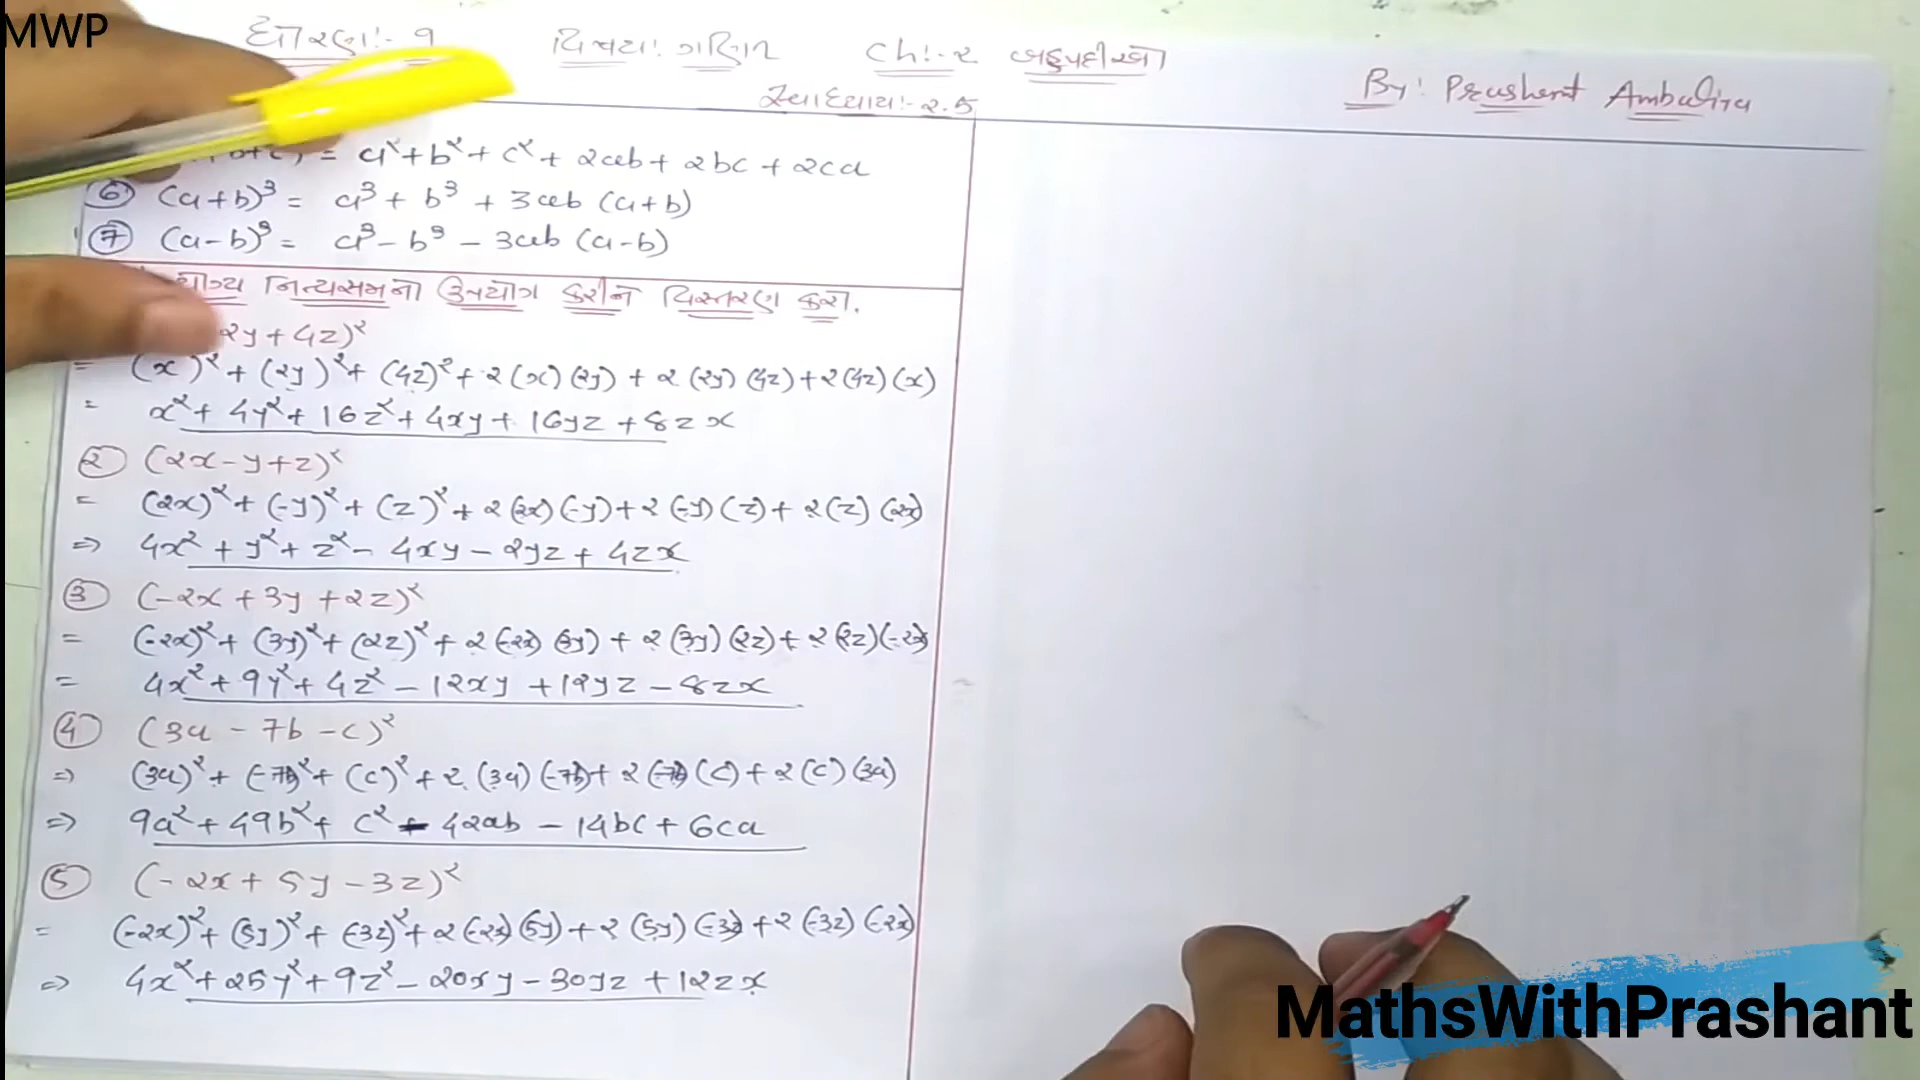 MWP
ધોરણ:- ૧ વિષય: ગણિત Ch:- ૨ બહુપદીઓ
સ્વાધ્યાય:- ૨.5
By: Prashant Ambaliya
= a²+b²+c²+2ab+2bc+2ca
⑥ (a+b)³ = a³ + b³ + 3ab (a+b)
⑦ (a-b)³ = a³ - b³ - 3ab (a-b)
યોગ્ય નિત્યસમનો ઉપયોગ કરીને વિસ્તરણ કરો.
2y + 4z)²
= (x)² + (2y)² + (4z)² + 2(x)(2y) + 2(2y)(4z) + 2(4z)(x)
= x² + 4y² + 16z² + 4xy + 16yz + 8zx
② (2x-y+z)²
= (2x)² + (-y)² + (z)² + 2(2x)(-y) + 2(-y)(z) + 2(z)(2x)
=> 4x² + y² + z² - 4xy - 2yz + 4zx
③ (-2x + 3y + 2z)²
= (-2x)² + (3y)² + (2z)² + 2(-2x)(3y) + 2(3y)(2z) + 2(2z)(-2x)
= 4x² + 9y² + 4z² - 12xy + 12yz - 8zx
④ (3a - 7b - c)²
=> (3a)² + (-7b)² + (c)² + 2(3a)(-7b) + 2(-7b)(c) + 2(c)(3a)
=> 9a² + 49b² + c² - 42ab - 14bc + 6ca
⑤ (-2x + 5y - 3z)²
= (-2x)² + (5y)² + (-3z)² + 2(-2x)(5y) + 2(5y)(-3z) + 2(-3z)(-2x)
=> 4x² + 25y² + 9z² - 20xy - 30yz + 12zx
MathsWithPrashant